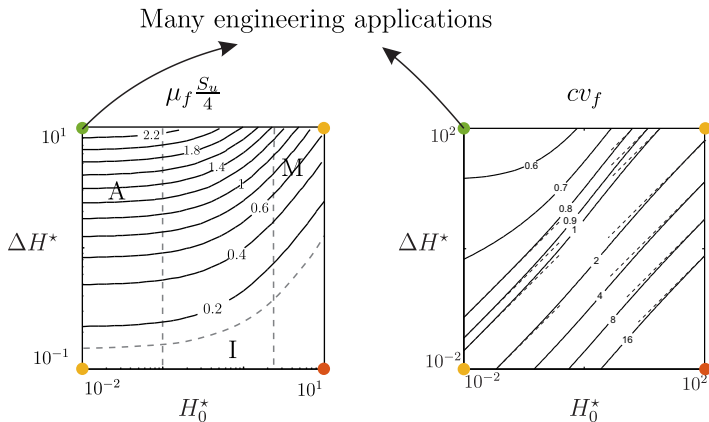 Many engineering applications
μ_f S_u/4
cv_f
10^1
10^2
2.2
1.8
1.4
1
M
A
0.6
0.4
0.2
I
ΔH*
10^-1
10^-2
10^1
H_0^*
0.6
0.7
0.8
0.9
1
2
4
8
16
ΔH*
10^-2
10^-2
10^2
H_0^*